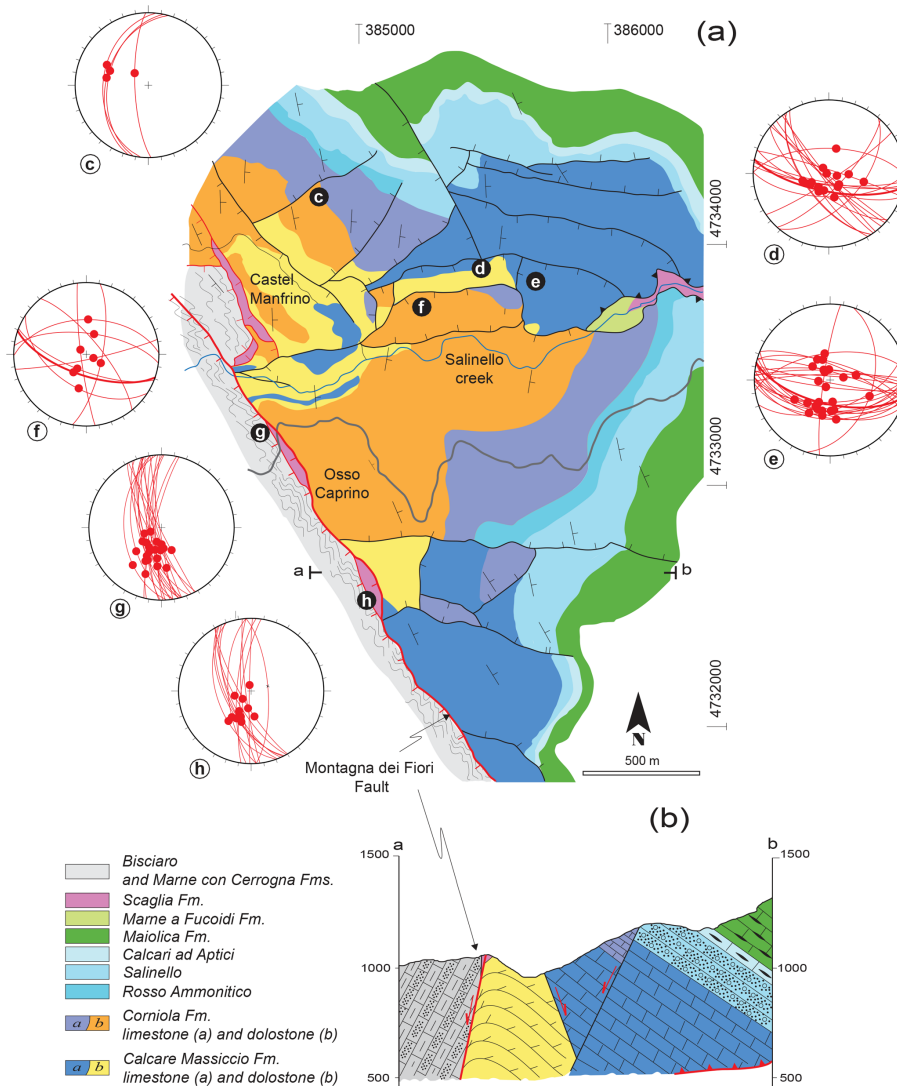 385000
386000
(a)
c
d
4734000
c
Castel
Manfrino
d
e
f
Salinello
creek
f
e
g
4733000
Osso
Caprino
g
a
b
h
h
4732000
N
500 m
Montagna dei Fiori
Fault
(b)
a
b
1500
1500
1000
1000
500
500
Bisciaro
and Marne con Cerrogna Fms.
Scaglia Fm.
Marne a Fucoidi Fm.
Maiolica Fm.
Calcari ad Aptici
Salinello
Rosso Ammonitico
a b Corniola Fm.
limestone (a) and dolostone (b)
a b Calcare Massiccio Fm.
limestone (a) and dolostone (b)